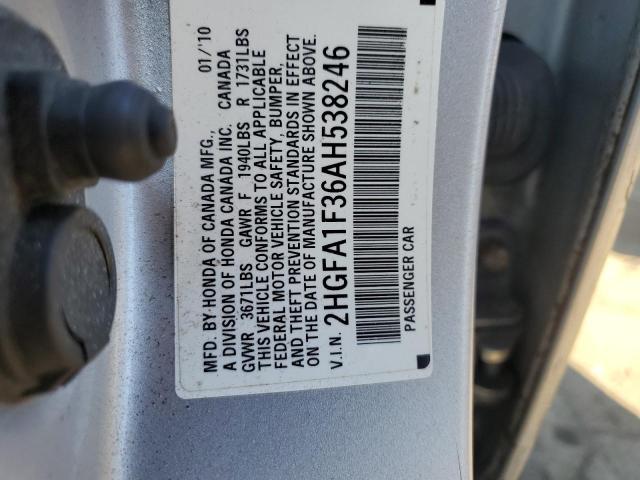 MFD. BY HONDA OF CANADA MFG., 01/'10
A DIVISION OF HONDA CANADA INC. CANADA
GVWR 3671LBS GAWR F 1940LBS R 1731LBS
THIS VEHICLE CONFORMS TO ALL APPLICABLE
FEDERAL MOTOR VEHICLE SAFETY, BUMPER,
AND THEFT PREVENTION STANDARDS IN EFFECT
ON THE DATE OF MANUFACTURE SHOWN ABOVE.
V.I.N. 2HGFA1F36AH538246
PASSENGER CAR